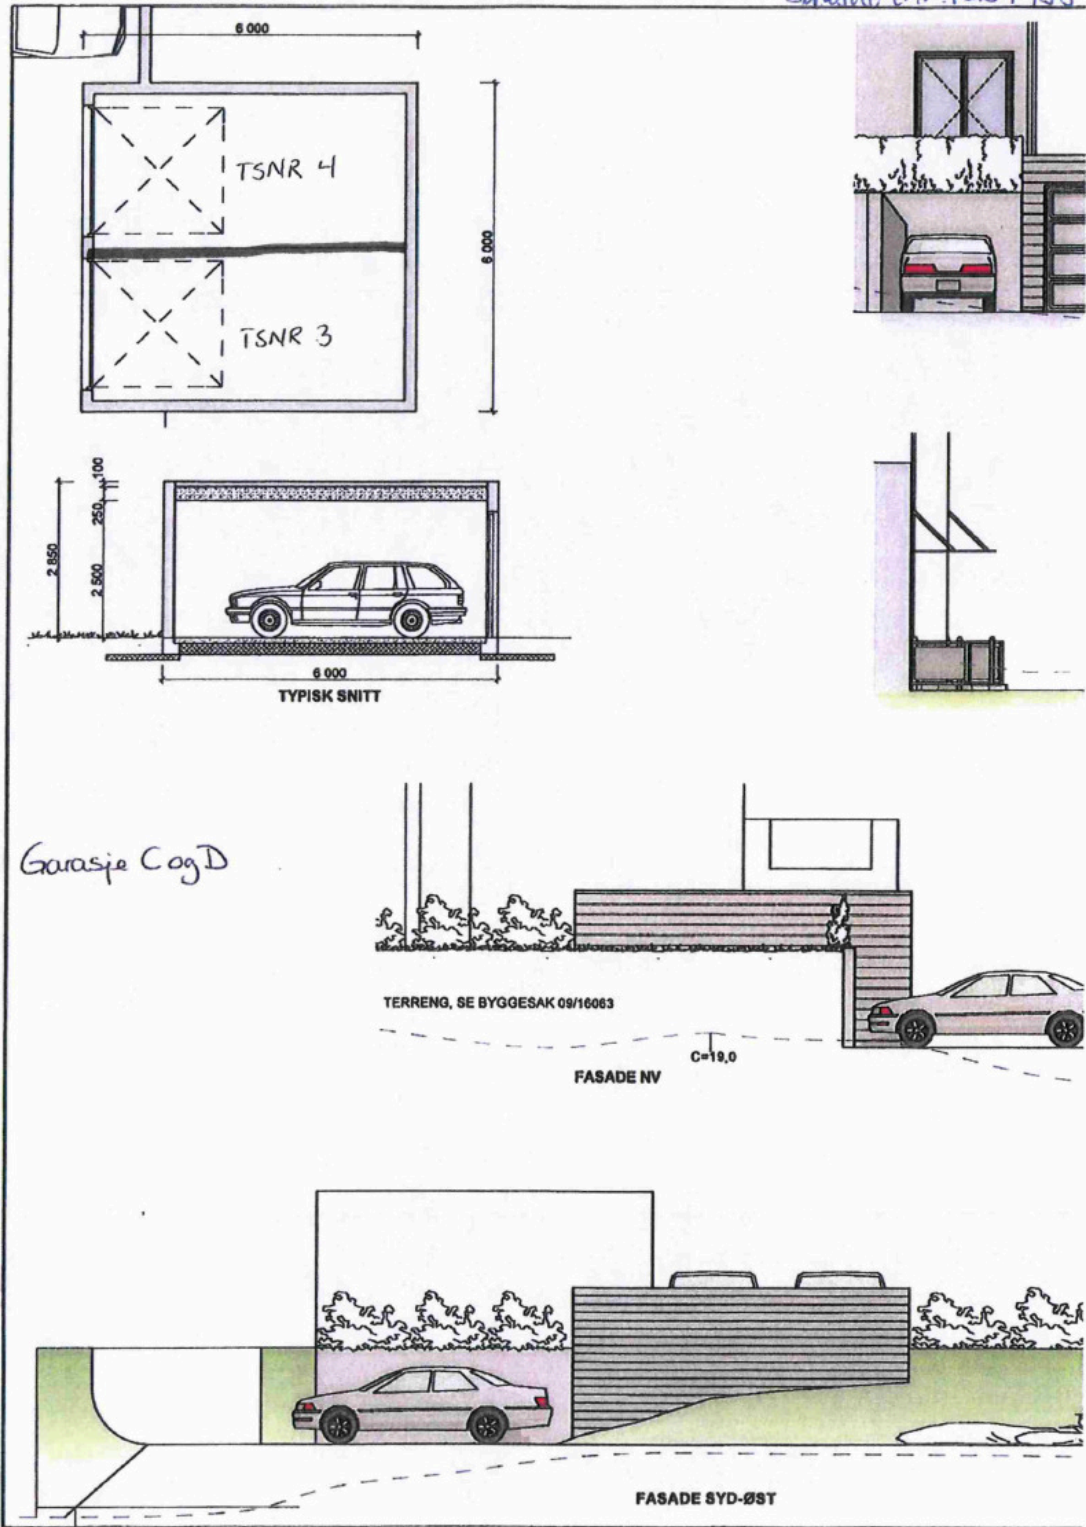 6 000
TSNR 4
6 000
TSNR 3
100
250
2 850
2 500
6 000
TYPISK SNITT
Garasje C og D
TERRENG, SE BYGGESAK 09/16063
C=19,0
FASADE NV
FASADE SYD-ØST